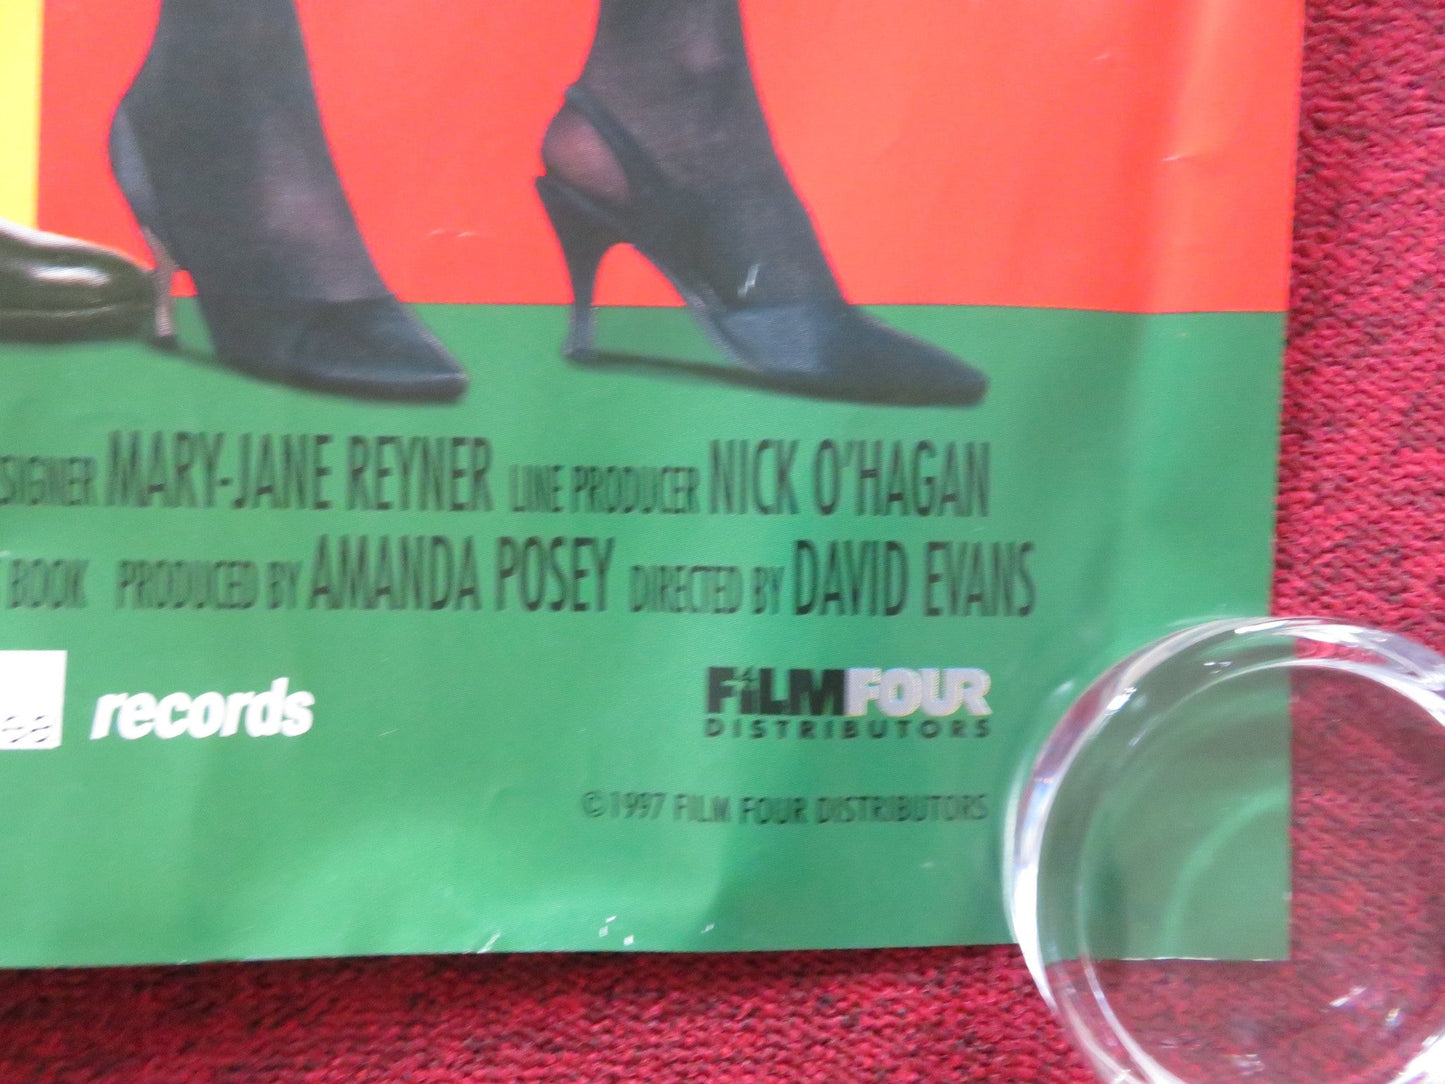 SIGNER MARY-JANE REYNER LINE PRODUCER NICK O'HAGAN
BOOK PRODUCED BY AMANDA POSEY DIRECTED BY DAVID EVANS
ee records
FiLMFOUR
DISTRIBUTORS
©1997 FILM FOUR DISTRIBUTORS